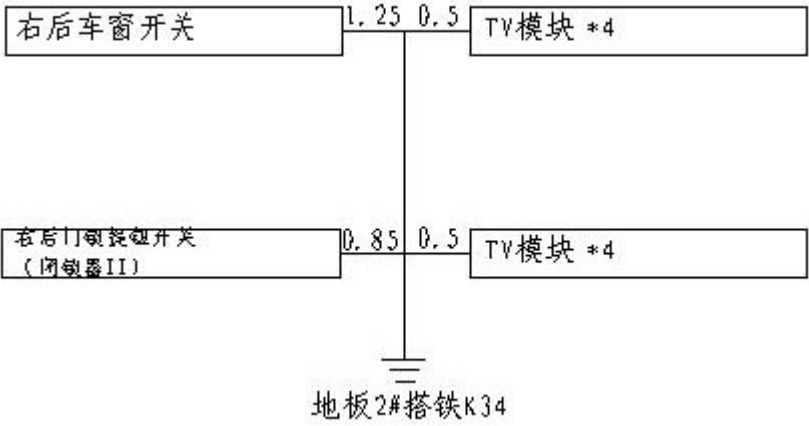 右后车窗开关
1.25 0.5
TV模块 *4
右后门锁按钮开关
(闭锁器II)
0.85 0.5
TV模块 *4
地板2#搭铁K34